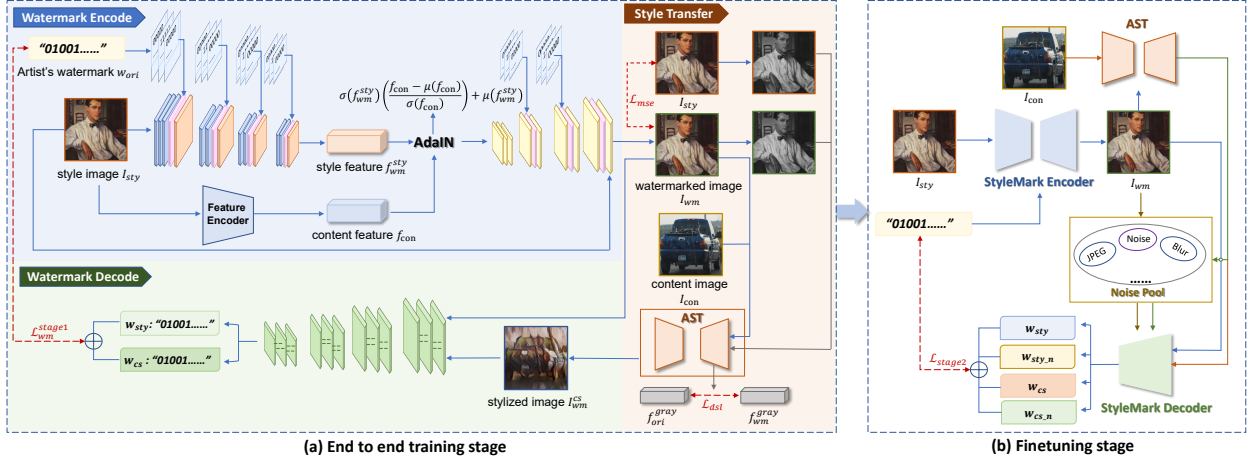 Watermark Encode
Style Transfer
"01001......"
Artist's watermark w_ori
style image I_sty
σ(f_wm^sty)((f_con − μ(f_con))/σ(f_con)) + μ(f_wm^sty)
AdaIN
style feature f_wm^sty
Feature Encoder
content feature f_con
I_sty
ℒ_mse
watermarked image
I_wm
content image
I_con
AST
Watermark Decode
ℒ_wm^stage1
w_sty: "01001......"
w_cs : "01001......"
stylized image I_wm^cs
f_ori^gray
ℒ_dsl
f_wm^gray
(a) End to end training stage
AST
I_con
I_sty
StyleMark Encoder
I_wm
"01001......"
JPEG
Noise
Blur
......
Noise Pool
ℒ_stage2
w_sty
w_sty_n
w_cs
w_cs_n
StyleMark Decoder
(b) Finetuning stage